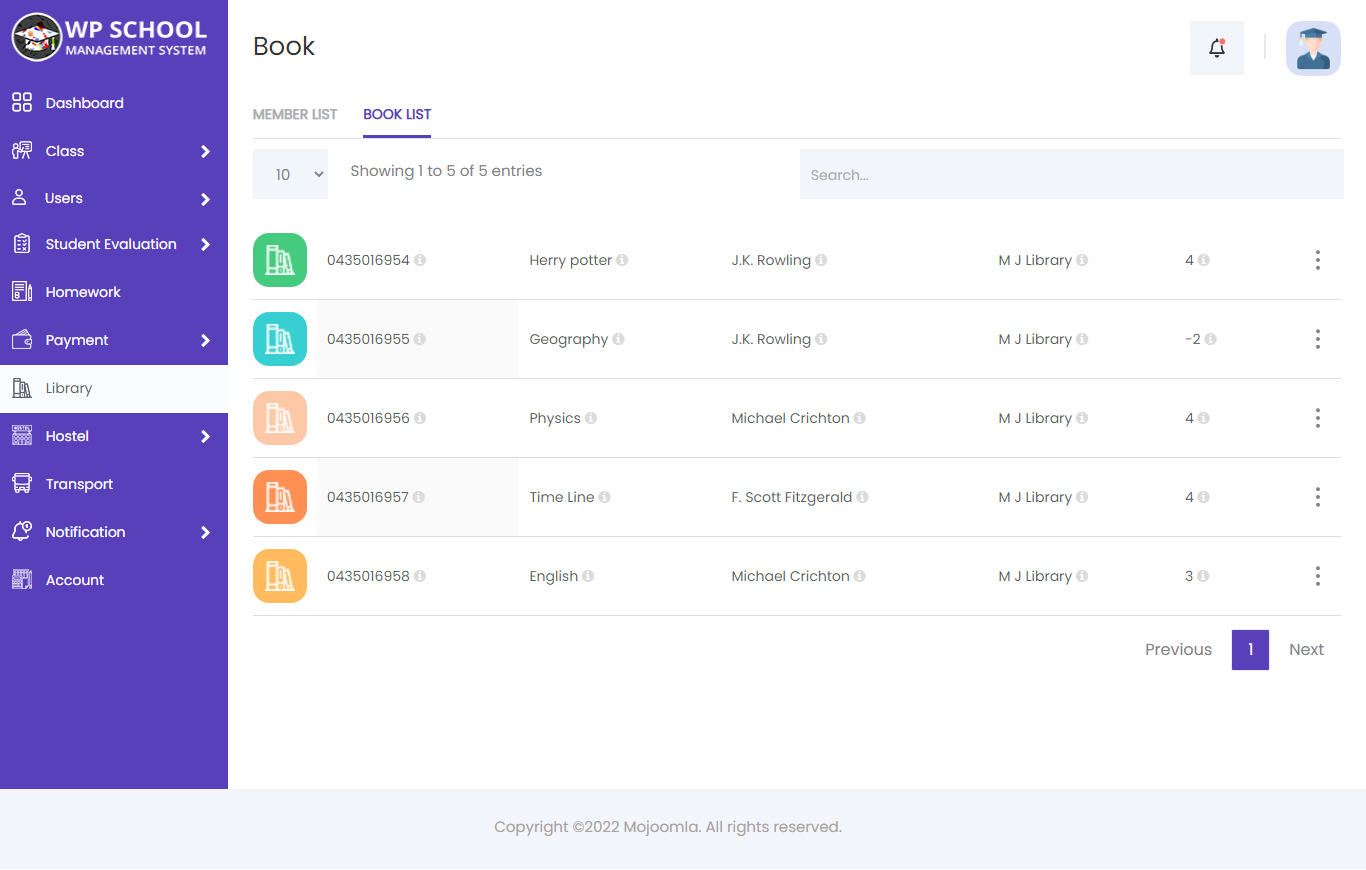 WP SCHOOL
MANAGEMENT SYSTEM
Dashboard
Class
Users
Student Evaluation
Homework
Payment
Library
Hostel
Transport
Notification
Account
Book
MEMBER LIST BOOK LIST
10 Showing 1 to 5 of 5 entries Search...
0435016954 Herry potter J.K. Rowling M J Library 4
0435016955 Geography J.K. Rowling M J Library -2
0435016956 Physics Michael Crichton M J Library 4
0435016957 Time Line F. Scott Fitzgerald M J Library 4
0435016958 English Michael Crichton M J Library 3
Previous 1 Next
Copyright ©2022 Mojoomla. All rights reserved.